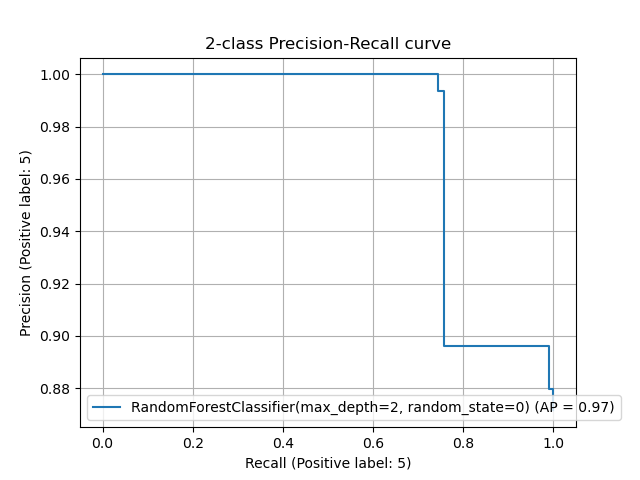 2-class Precision-Recall curve
1.00
0.98
0.96
0.94
0.92
0.90
0.88
Precision (Positive label: 5)
RandomForestClassifier(max_depth=2, random_state=0) (AP = 0.97)
0.0 0.2 0.4 0.6 0.8 1.0
Recall (Positive label: 5)